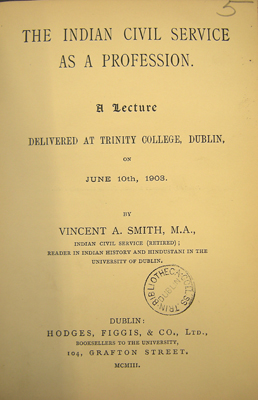 5
THE INDIAN CIVIL SERVICE
AS A PROFESSION.
A Lecture
DELIVERED AT TRINITY COLLEGE, DUBLIN,
ON
JUNE 10th, 1903.
BY
VINCENT A. SMITH, M.A.,
INDIAN CIVIL SERVICE (RETIRED);
READER IN INDIAN HISTORY AND HINDUSTANI IN THE
UNIVERSITY OF DUBLIN.
DUBLIN:
HODGES, FIGGIS, & CO., LTD.,
BOOKSELLERS TO THE UNIVERSITY,
104, GRAFTON STREET.
MCMIII.